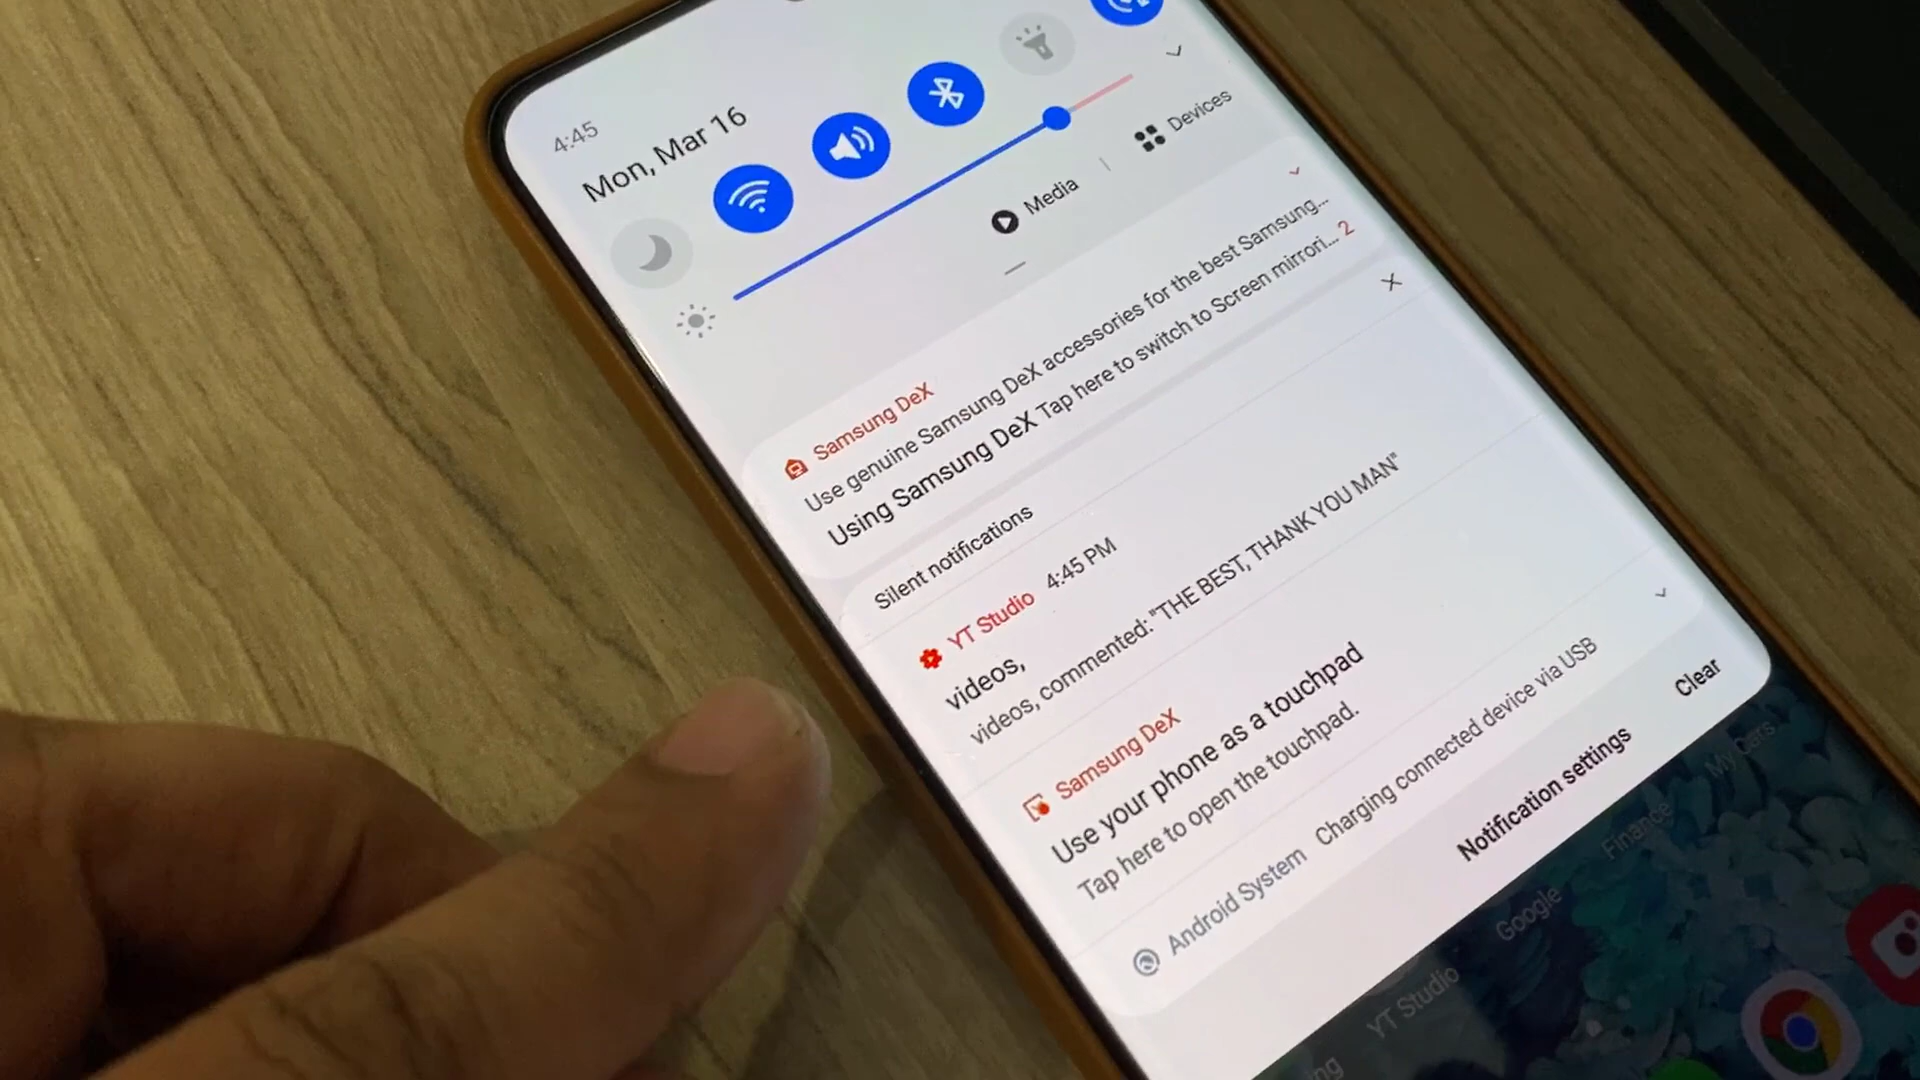 4:45
Mon, Mar 16
Media
Devices
Samsung DeX
Use genuine Samsung DeX accessories for the best Samsung...
Using Samsung DeX Tap here to switch to Screen mirrori... 2
Silent notifications
YT Studio 4:45 PM
videos,
videos, commented: "THE BEST, THANK YOU MAN"
Samsung DeX
Use your phone as a touchpad
Tap here to open the touchpad.
Android System Charging connected device via USB
Notification settings
Clear
YT Studio
Google
Finance
My Cars